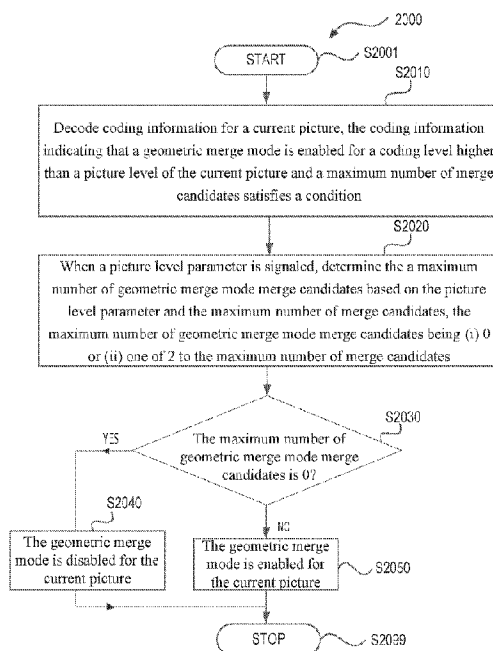 2000
START
S2001
S2010
Decode coding information for a current picture, the coding information
indicating that a geometric merge mode is enabled for a coding level higher
than a picture level of the current picture and a maximum number of merge
candidates satisfies a condition
S2020
When a picture level parameter is signaled, determine the a maximum
number of geometric merge mode merge candidates based on the picture
level parameter and the maximum number of merge candidates, the
maximum number of geometric merge mode merge candidates being (i) 0
or (ii) one of 2 to the maximum number of merge candidates
S2030
YES
The maximum number of
geometric merge mode merge
candidates is 0?
S2040
NO
The geometric merge
mode is disabled for the
current picture
The geometric merge
mode is enabled for
the current picture
S2050
STOP
S2099